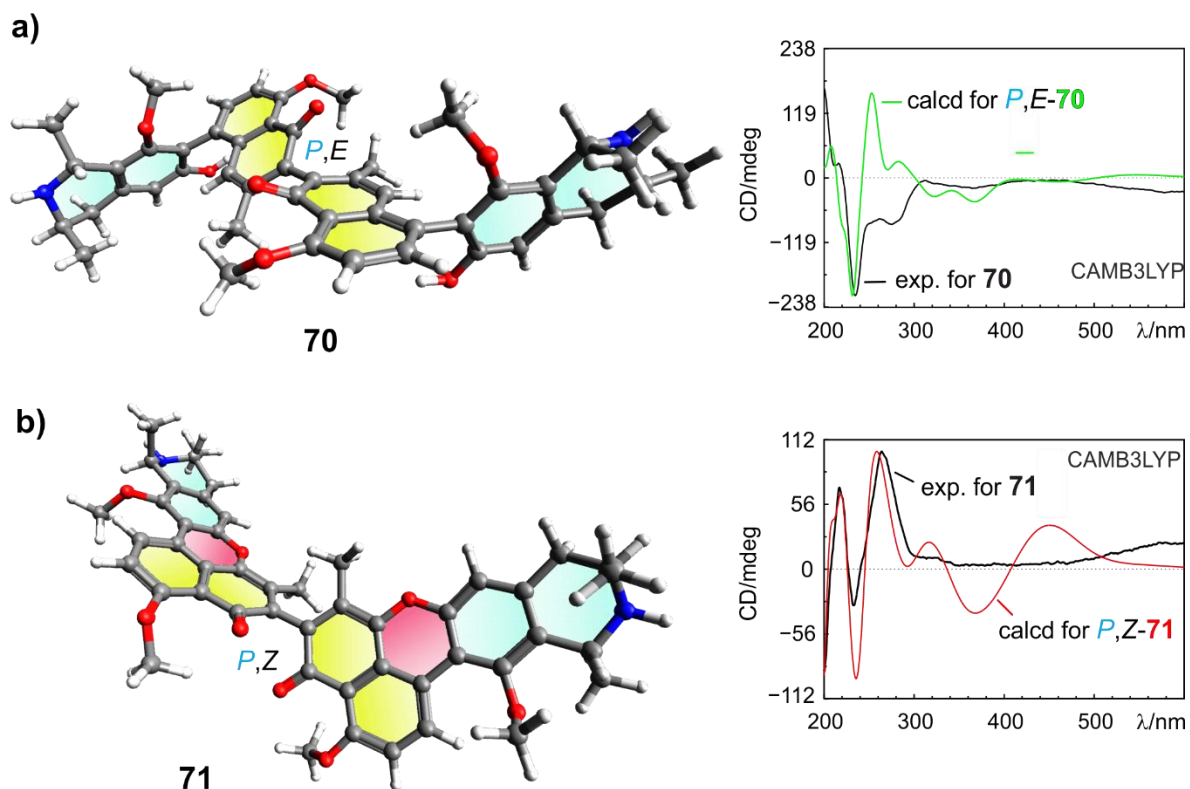 a)
P,E
70
CD/mdeg
238
119
0
−119
−238
calcd for P,E-70
exp. for 70
CAMB3LYP
200 300 400 500 λ/nm
b)
P,Z
71
CD/mdeg
112
56
0
−56
−112
CAMB3LYP
exp. for 71
calcd for P,Z-71
200 300 400 500 λ/nm